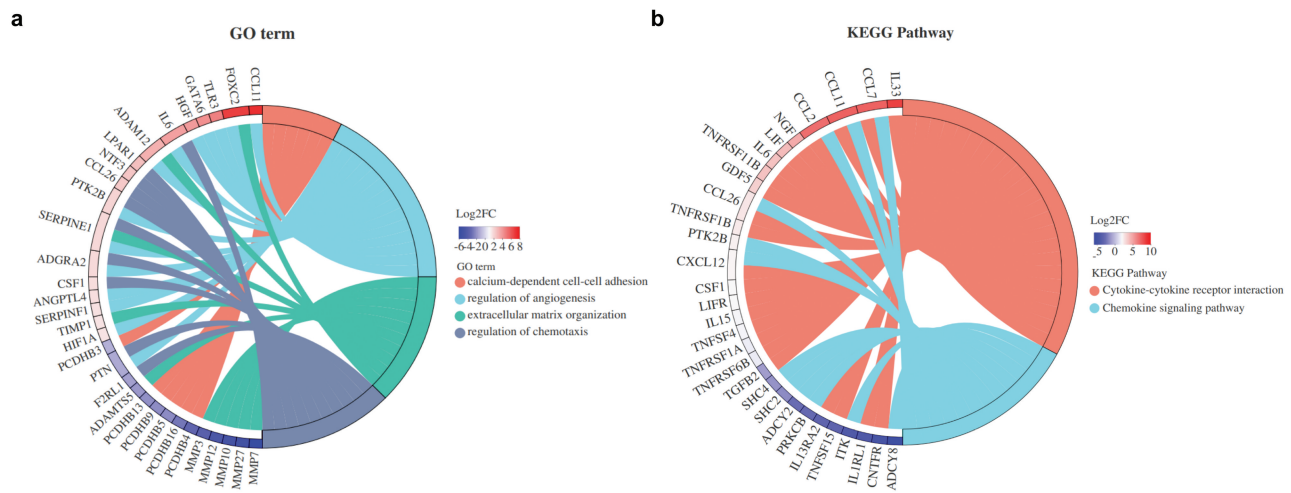 a
GO term
CCL11
FOXC2
TLR3
GATA6
HGF
IL6
ADAM12
LPAR1
NTF3
CCL26
PTK2B
SERPINE1
ADGRA2
CSF1
ANGPTL4
SERPINF1
TIMP1
HIF1A
PCDHB3
PTN
F2RL1
ADAMTS5
PCDHB13
PCDHB9
PCDHB5
PCDHB16
PCDHB4
MMP3
MMP12
MMP10
MMP27
MMP7
Log2FC
-6-4-20 2 4 6 8
GO term
calcium-dependent cell-cell adhesion
regulation of angiogenesis
extracellular matrix organization
regulation of chemotaxis
b
KEGG Pathway
IL33
CCL7
CCL11
CCL2
NGF
LIF
IL6
TNFRSF11B
GDF5
CCL26
TNFRSF1B
PTK2B
CXCL12
CSF1
LIFR
IL15
TNFSF4
TNFRSF1A
TNFRSF6B
TGFB2
SHC4
SHC2
ADCY2
PRKCB
IL13RA2
TNFSF15
ITK
IL1RL1
CNTFR
ADCY8
Log2FC
-5 0 5 10
KEGG Pathway
Cytokine-cytokine receptor interaction
Chemokine signaling pathway